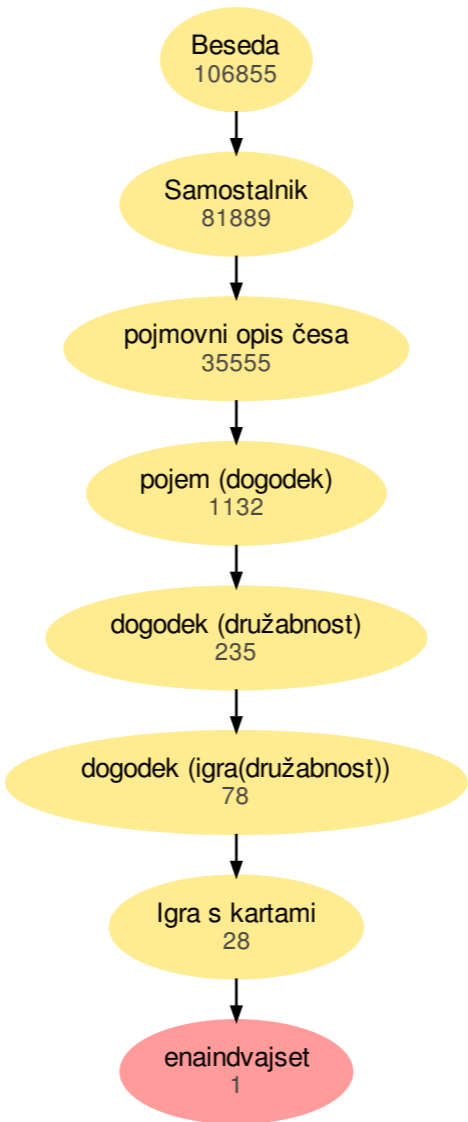 Beseda
106855
Samostalnik
81889
pojmovni opis česa
35555
pojem (dogodek)
1132
dogodek (družabnost)
235
dogodek (igra(družabnost))
78
Igra s kartami
28
enaindvajset
1